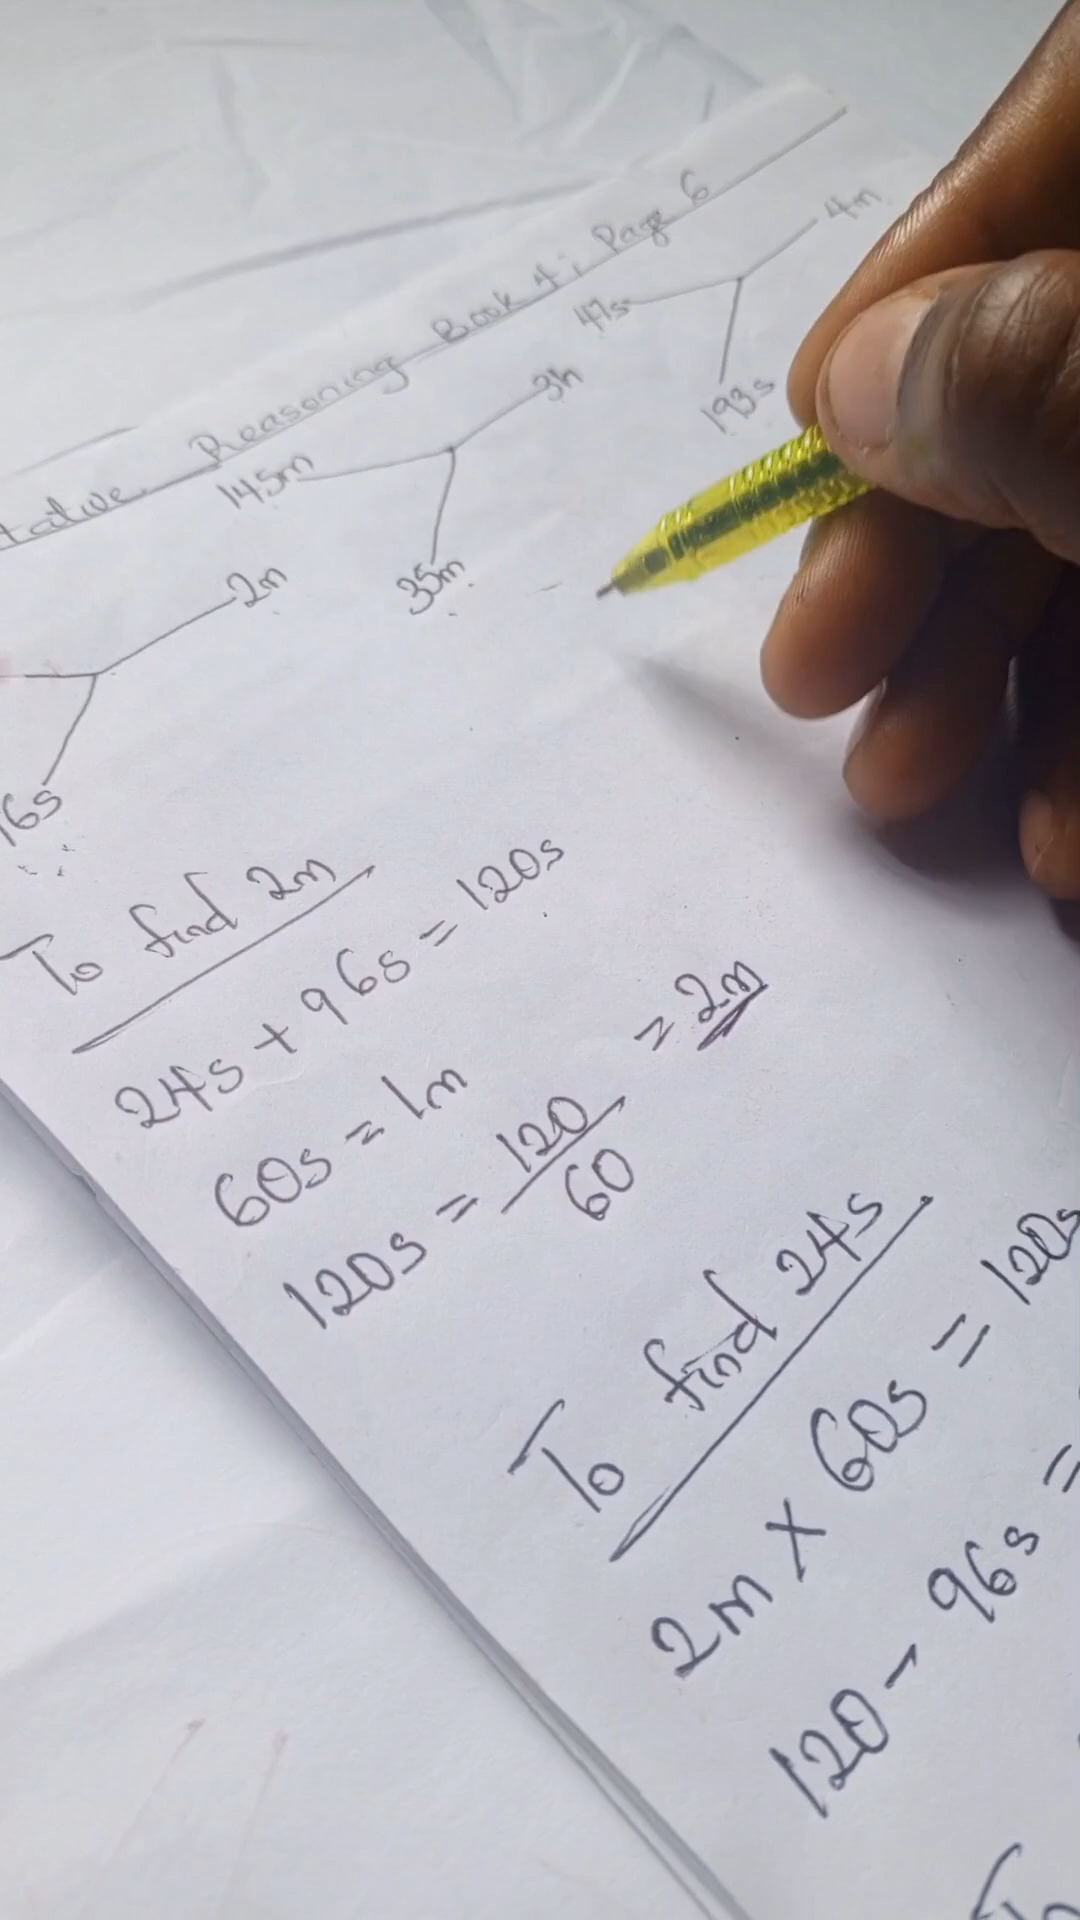 tative Reasoning Book 4; Page 6
47s 4m
193s
145m 3h
35m
2m
96s
To find 2m
24s + 96s = 120s
60s = 1m
120s = 120/60 = 2m
To find 24s
2m x 60s = 120s
120 - 96s =